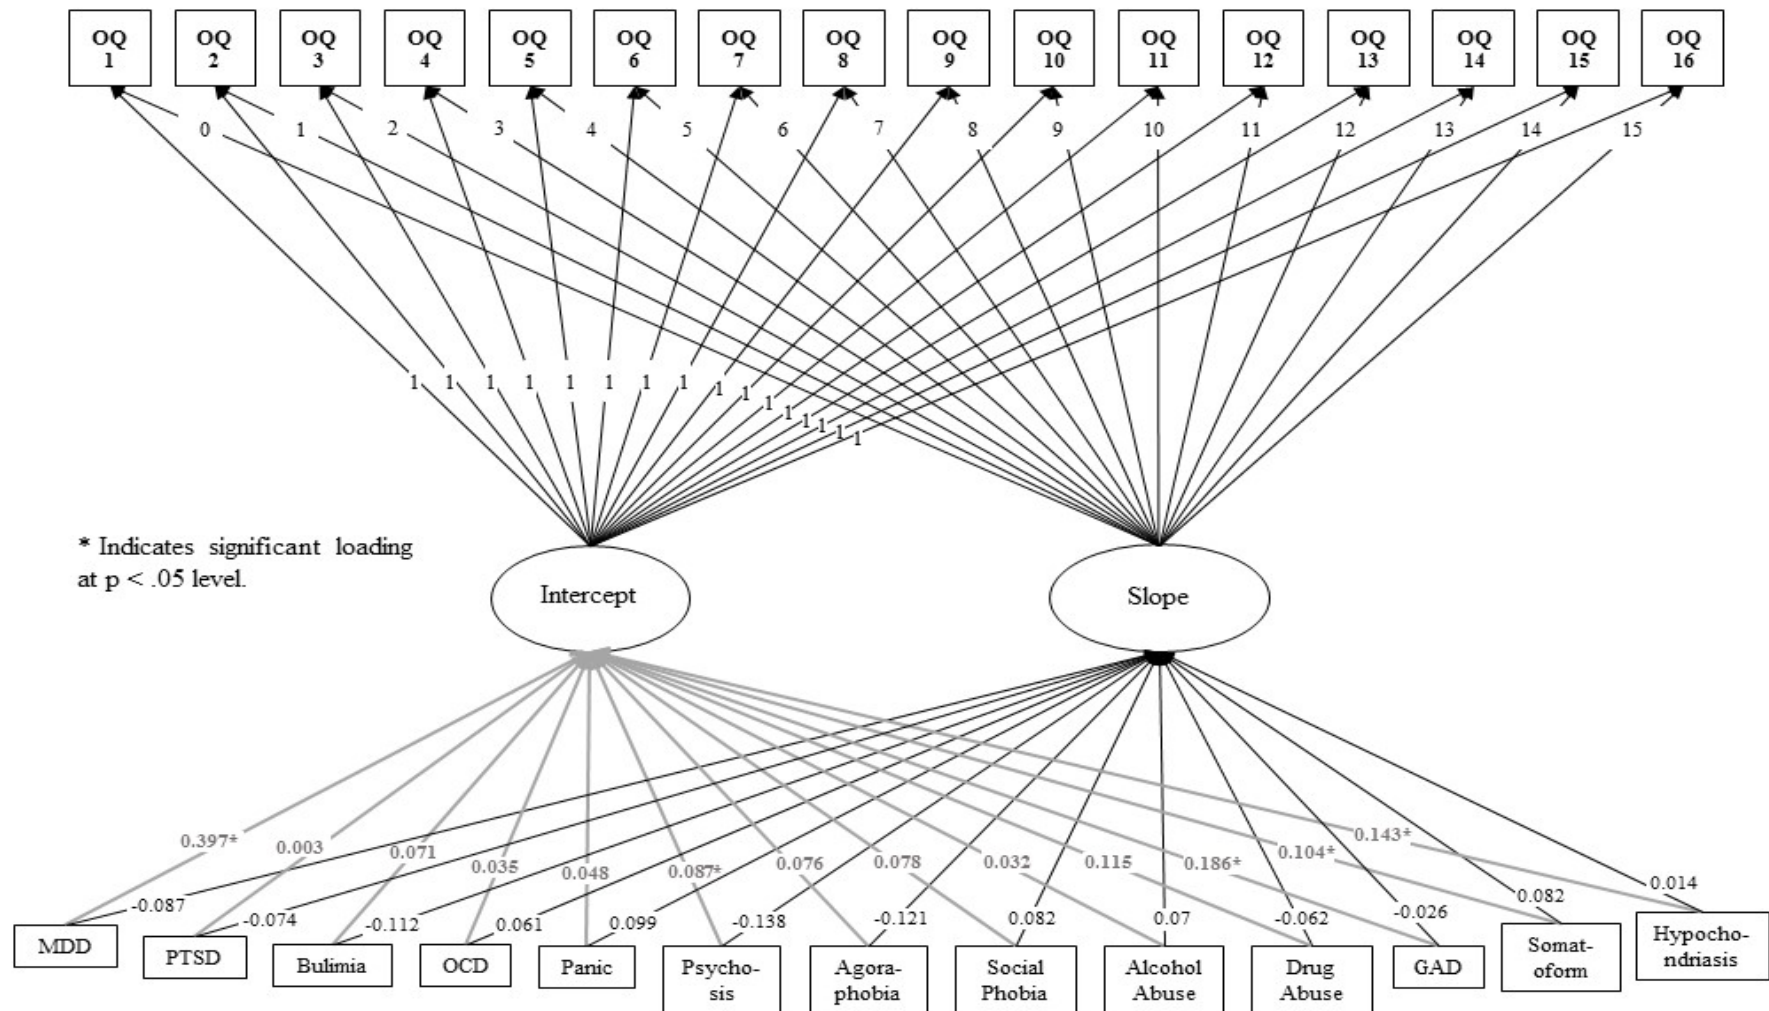 OQ 1
OQ 2
OQ 3
OQ 4
OQ 5
OQ 6
OQ 7
OQ 8
OQ 9
OQ 10
OQ 11
OQ 12
OQ 13
OQ 14
OQ 15
OQ 16
0 1 2 3 4 5 6 7 8 9 10 11 12 13 14 15
1 1 1 1 1 1 1 1 1 1 1 1 1 1 1 1
* Indicates significant loading
at p < .05 level.
Intercept
Slope
0.397* 0.003 0.071 0.035 0.048 0.087* 0.076 0.078 0.032 0.115 0.186* 0.104* 0.143*
-0.087 -0.074 -0.112 0.061 0.099 -0.138 -0.121 0.082 0.07 -0.062 -0.026 0.082 0.014
MDD
PTSD
Bulimia
OCD
Panic
Psycho-
sis
Agora-
phobia
Social
Phobia
Alcohol
Abuse
Drug
Abuse
GAD
Somat-
oform
Hypocho-
ndriasis